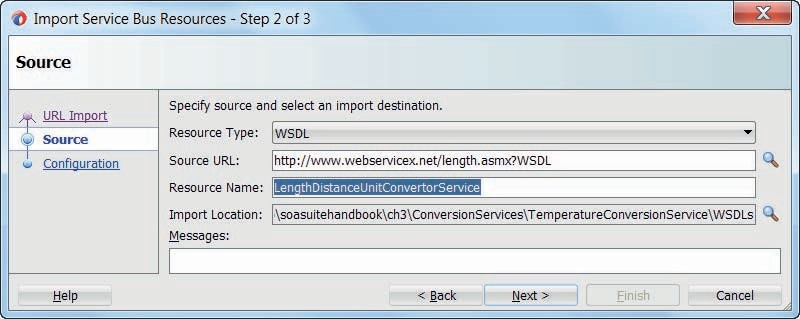 Import Service Bus Resources - Step 2 of 3
Source
URL Import
Source
Configuration
Specify source and select an import destination.
Resource Type: WSDL
Source URL: http://www.webservicex.net/length.asmx?WSDL
Resource Name: LengthDistanceUnitConvertorService
Import Location: \soasuitehandbook\ch3\ConversionServices\TemperatureConversionService\WSDLs
Messages:
Help < Back Next > Finish Cancel